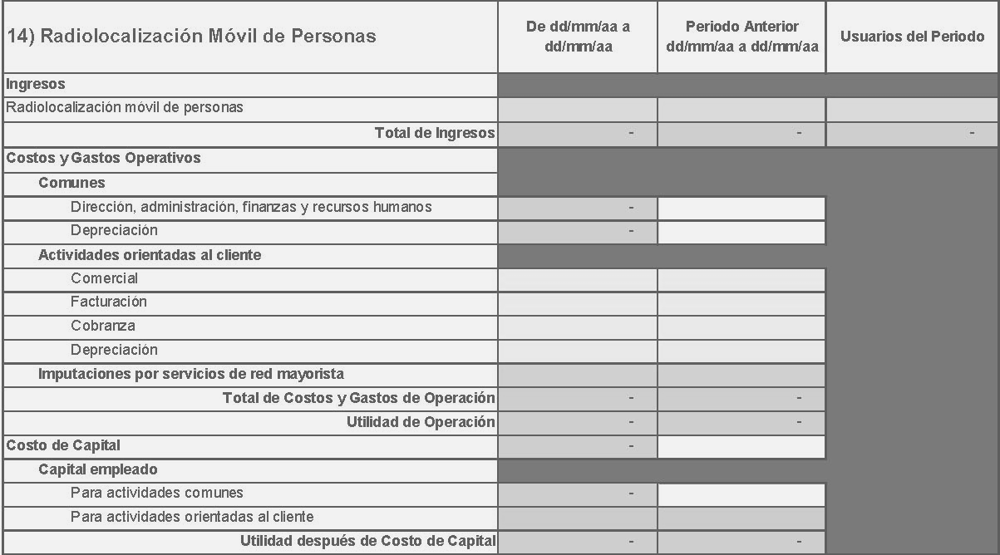 14) Radiolocalización Móvil de Personas
De dd/mm/aa a
dd/mm/aa
Periodo Anterior
dd/mm/aa a dd/mm/aa
Usuarios del Periodo
Ingresos
Radiolocalización móvil de personas
Total de Ingresos - - -
Costos y Gastos Operativos
Comunes
Dirección, administración, finanzas y recursos humanos -
Depreciación -
Actividades orientadas al cliente
Comercial
Facturación
Cobranza
Depreciación
Imputaciones por servicios de red mayorista
Total de Costos y Gastos de Operación - -
Utilidad de Operación - -
Costo de Capital -
Capital empleado
Para actividades comunes -
Para actividades orientadas al cliente
Utilidad después de Costo de Capital - -